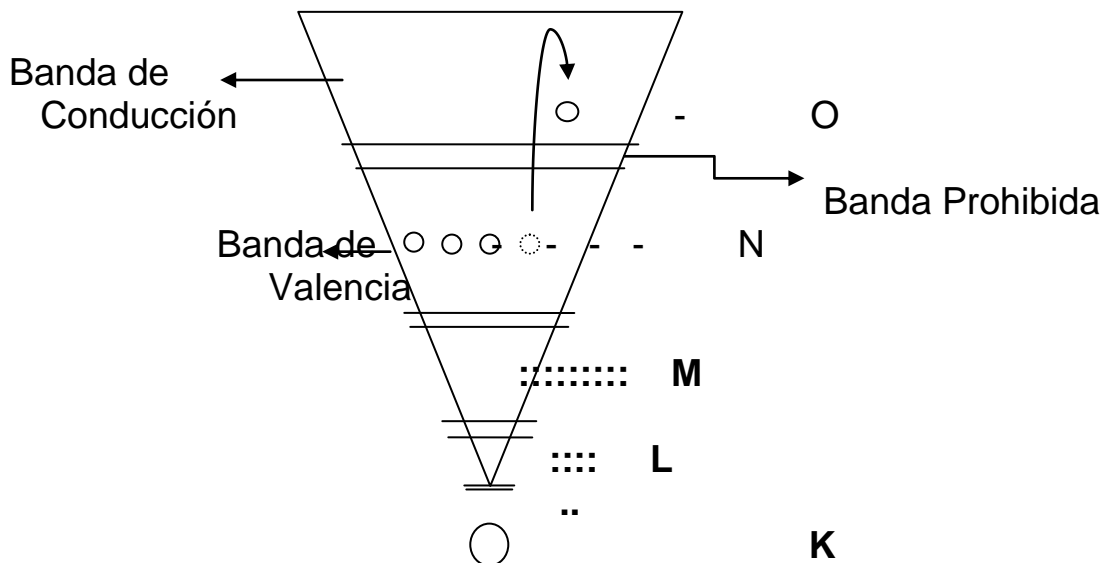 Banda de
Conducción
- O
Banda Prohibida
Banda de - - - - N
Valencia
::::::::: M
:::: L
..
K